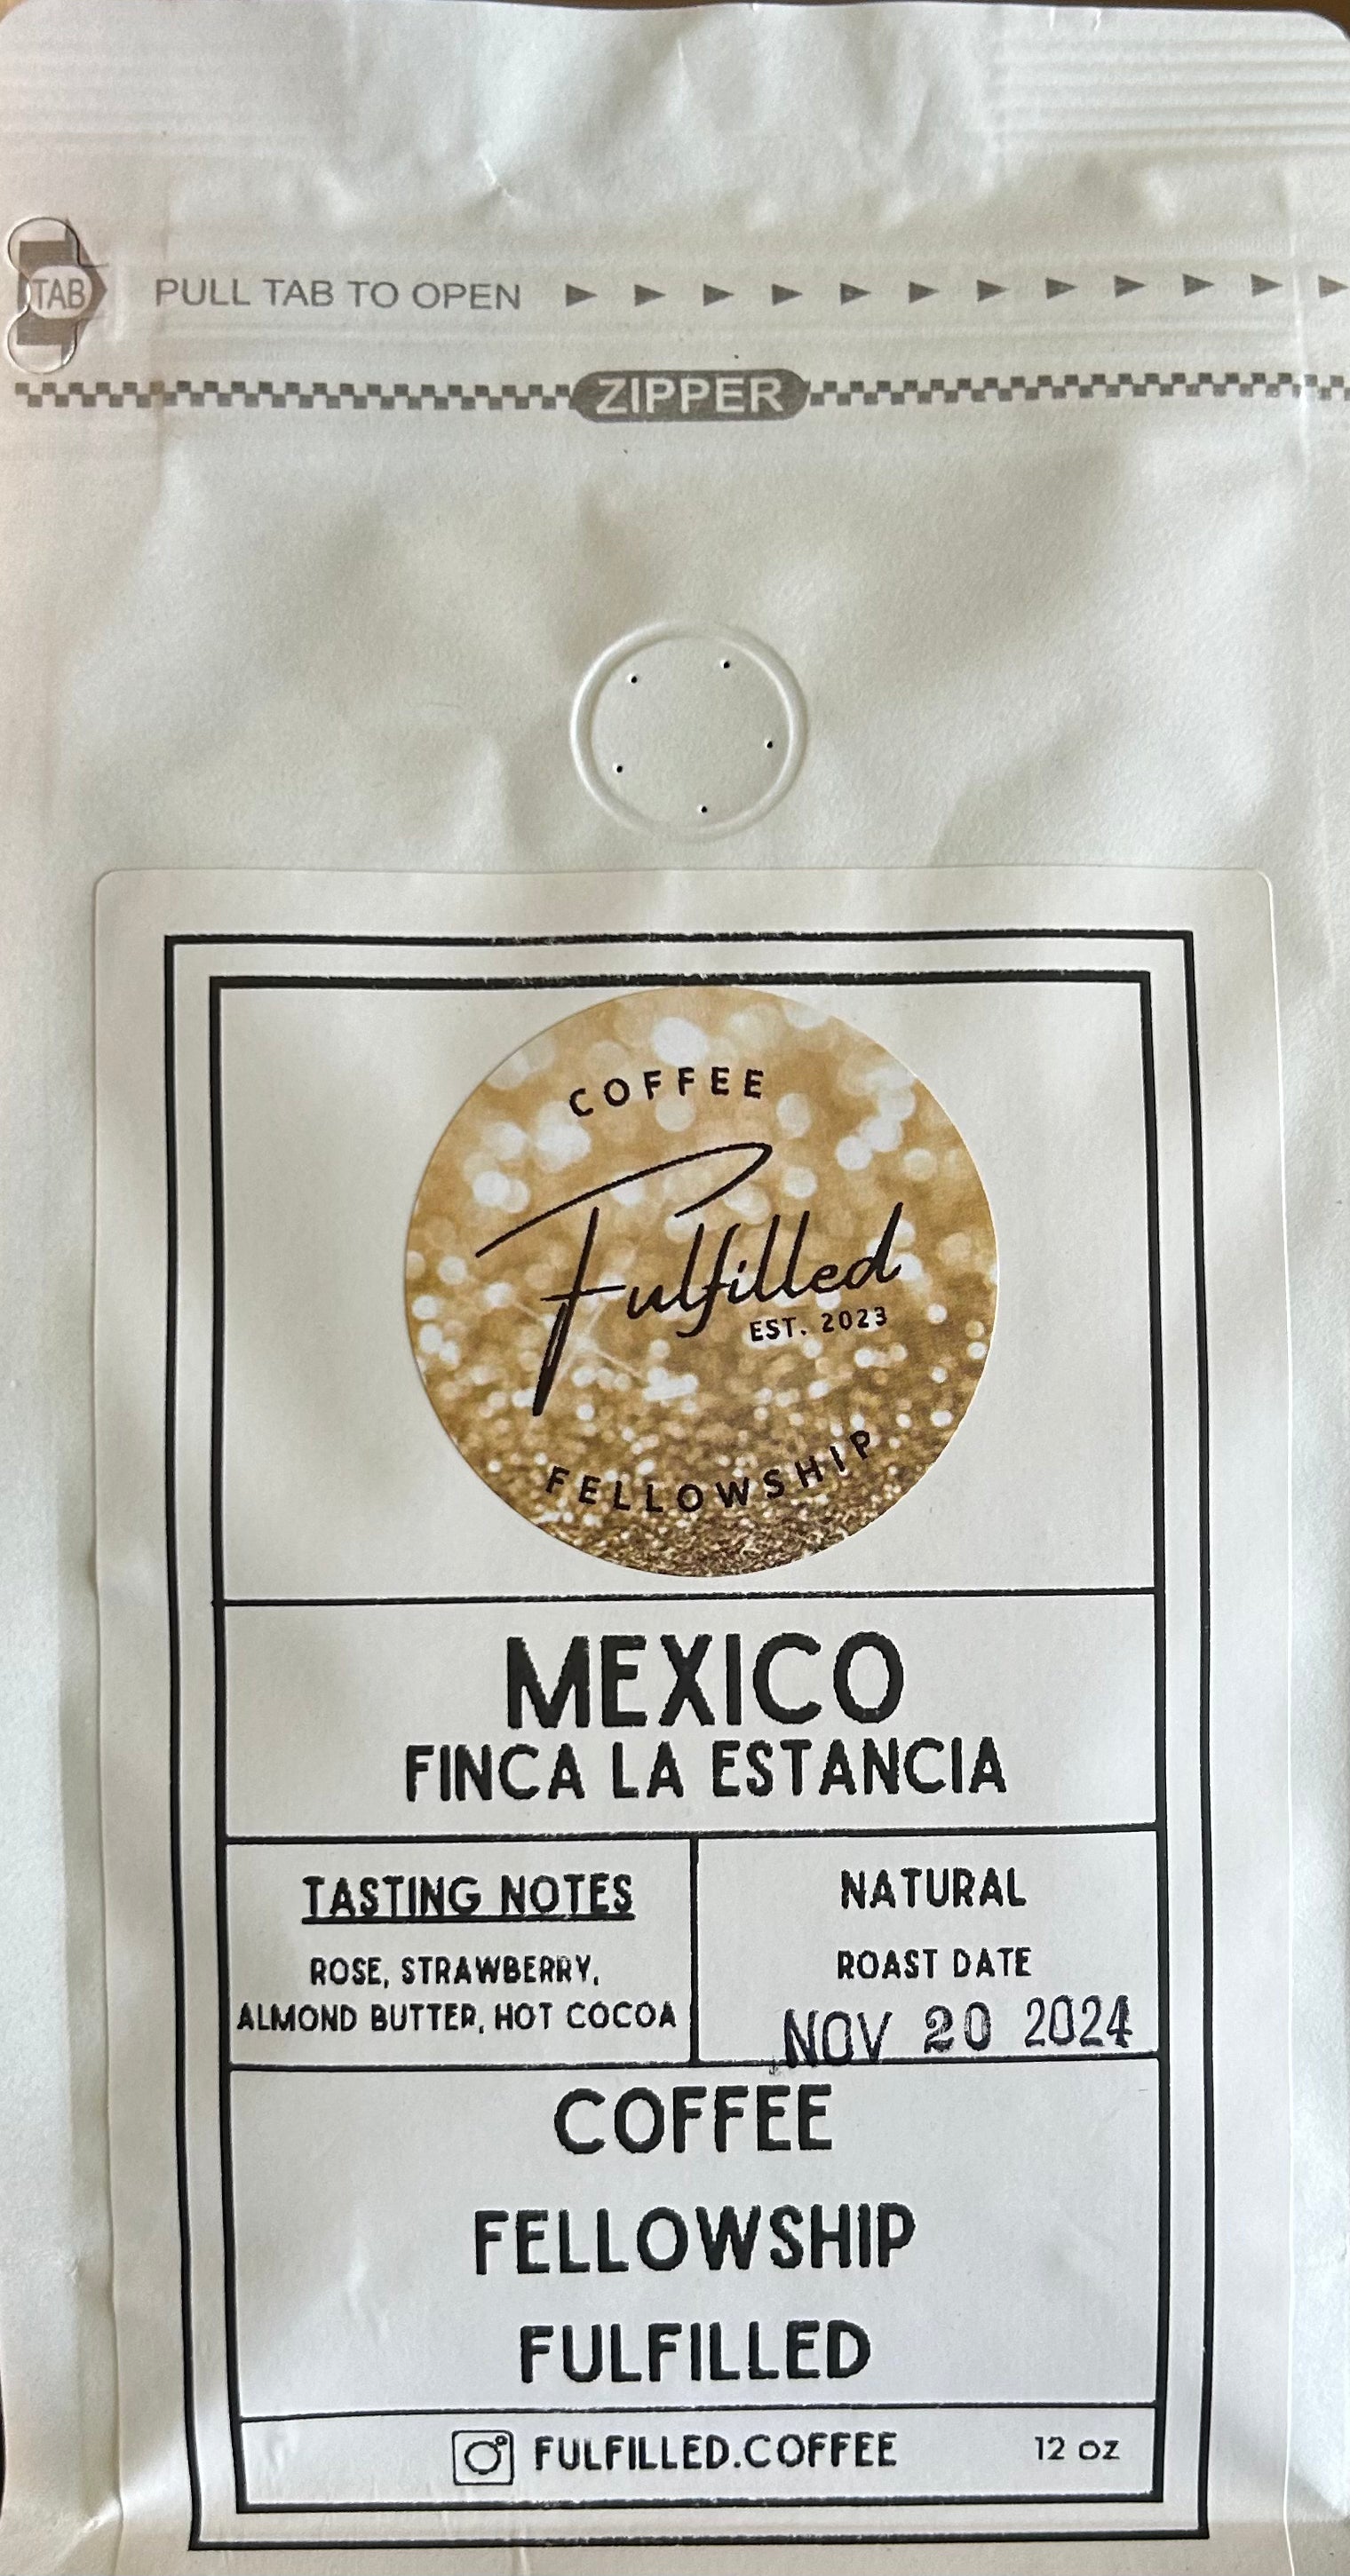 TAB
PULL TAB TO OPEN
ZIPPER
COFFEE
Fulfilled
EST. 2023
FELLOWSHIP
MEXICO
FINCA LA ESTANCIA
TASTING NOTES
ROSE, STRAWBERRY,
ALMOND BUTTER, HOT COCOA
NATURAL
ROAST DATE
NOV 20 2024
COFFEE
FELLOWSHIP
FULFILLED
FULFILLED.COFFEE
12 oz